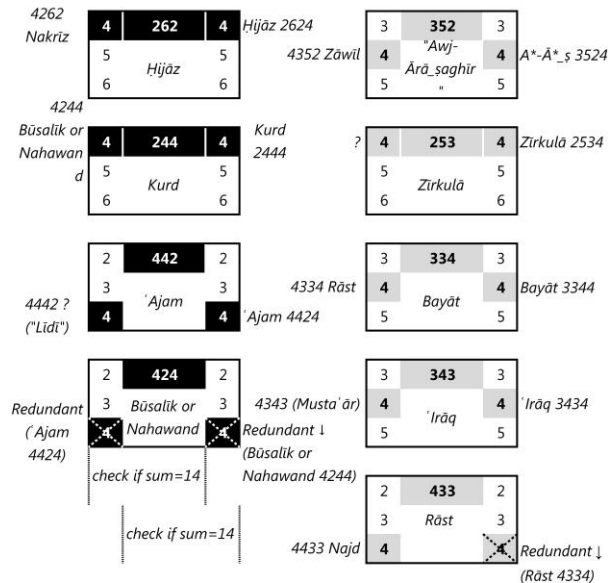 4262
Nakrīz
4 262 4 Ḥijāz 2624
5 5
Ḥijāz
6 6
4244
Būsalīk or
Nahawan
d
4 244 4
Kurd
2444
5 5
Kurd
6 6
2 442 2
3 3
ʿAjam
4 4
4442 ?
("Līdī")
ʿAjam 4424
2 424 2
3 Būsalīk or 3
4 Nahawand 4
Redundant
(ʿAjam
4424)
Redundant ↓
(Būsalīk or
Nahawand 4244)
check if sum=14
check if sum=14
3 352 3
4352 Zāwīl 4 "Awj- 4 A*-Ā*_ṣ 3524
Ārā_ṣaghīr
"
5 5
? 4 253 4 Zīrkulā 2534
5 5
Zīrkulā
6 6
3 334 3
4334 Rāst 4 Bayāt 4 Bayāt 3344
5 5
3 343 3
4343 (Mustaʿār) 4 ʿIrāq 4 ʿIrāq 3434
5 5
2 433 2
3 Rāst 3
4433 Najd 4 4 Redundant ↓
(Rāst 4334)